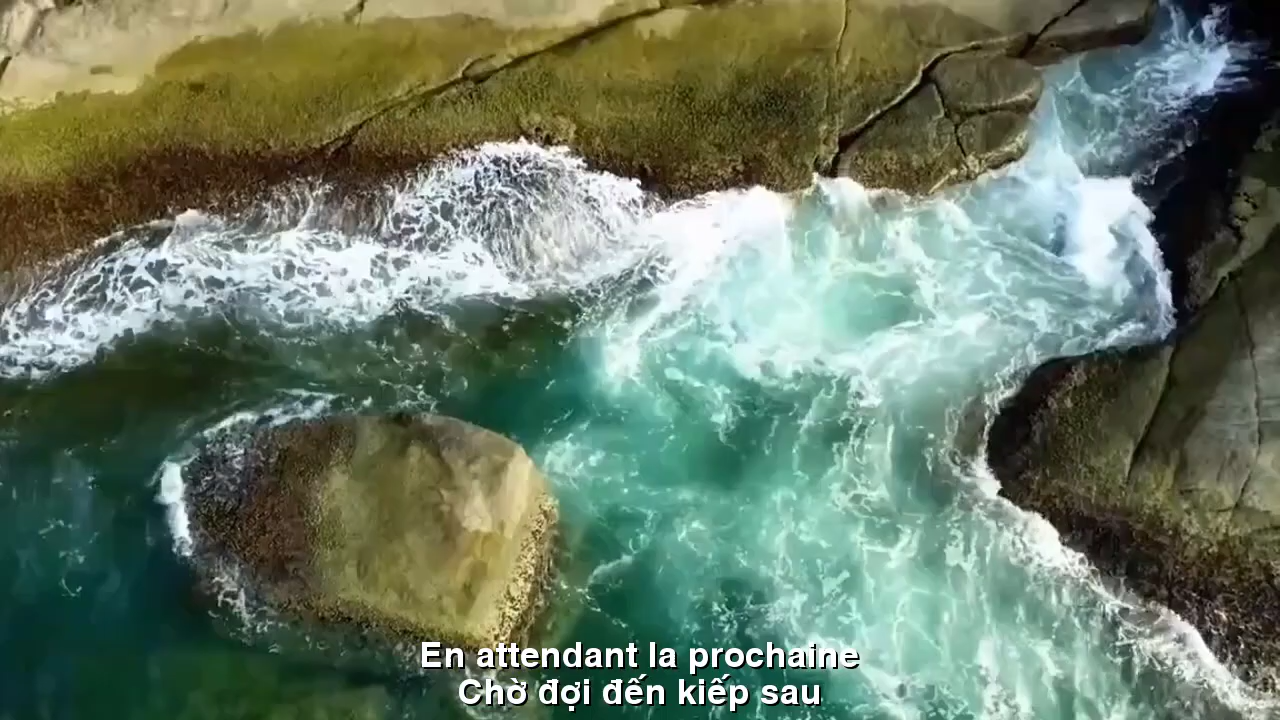 En attendant la prochaine
Chờ đợi đến kiếp sau